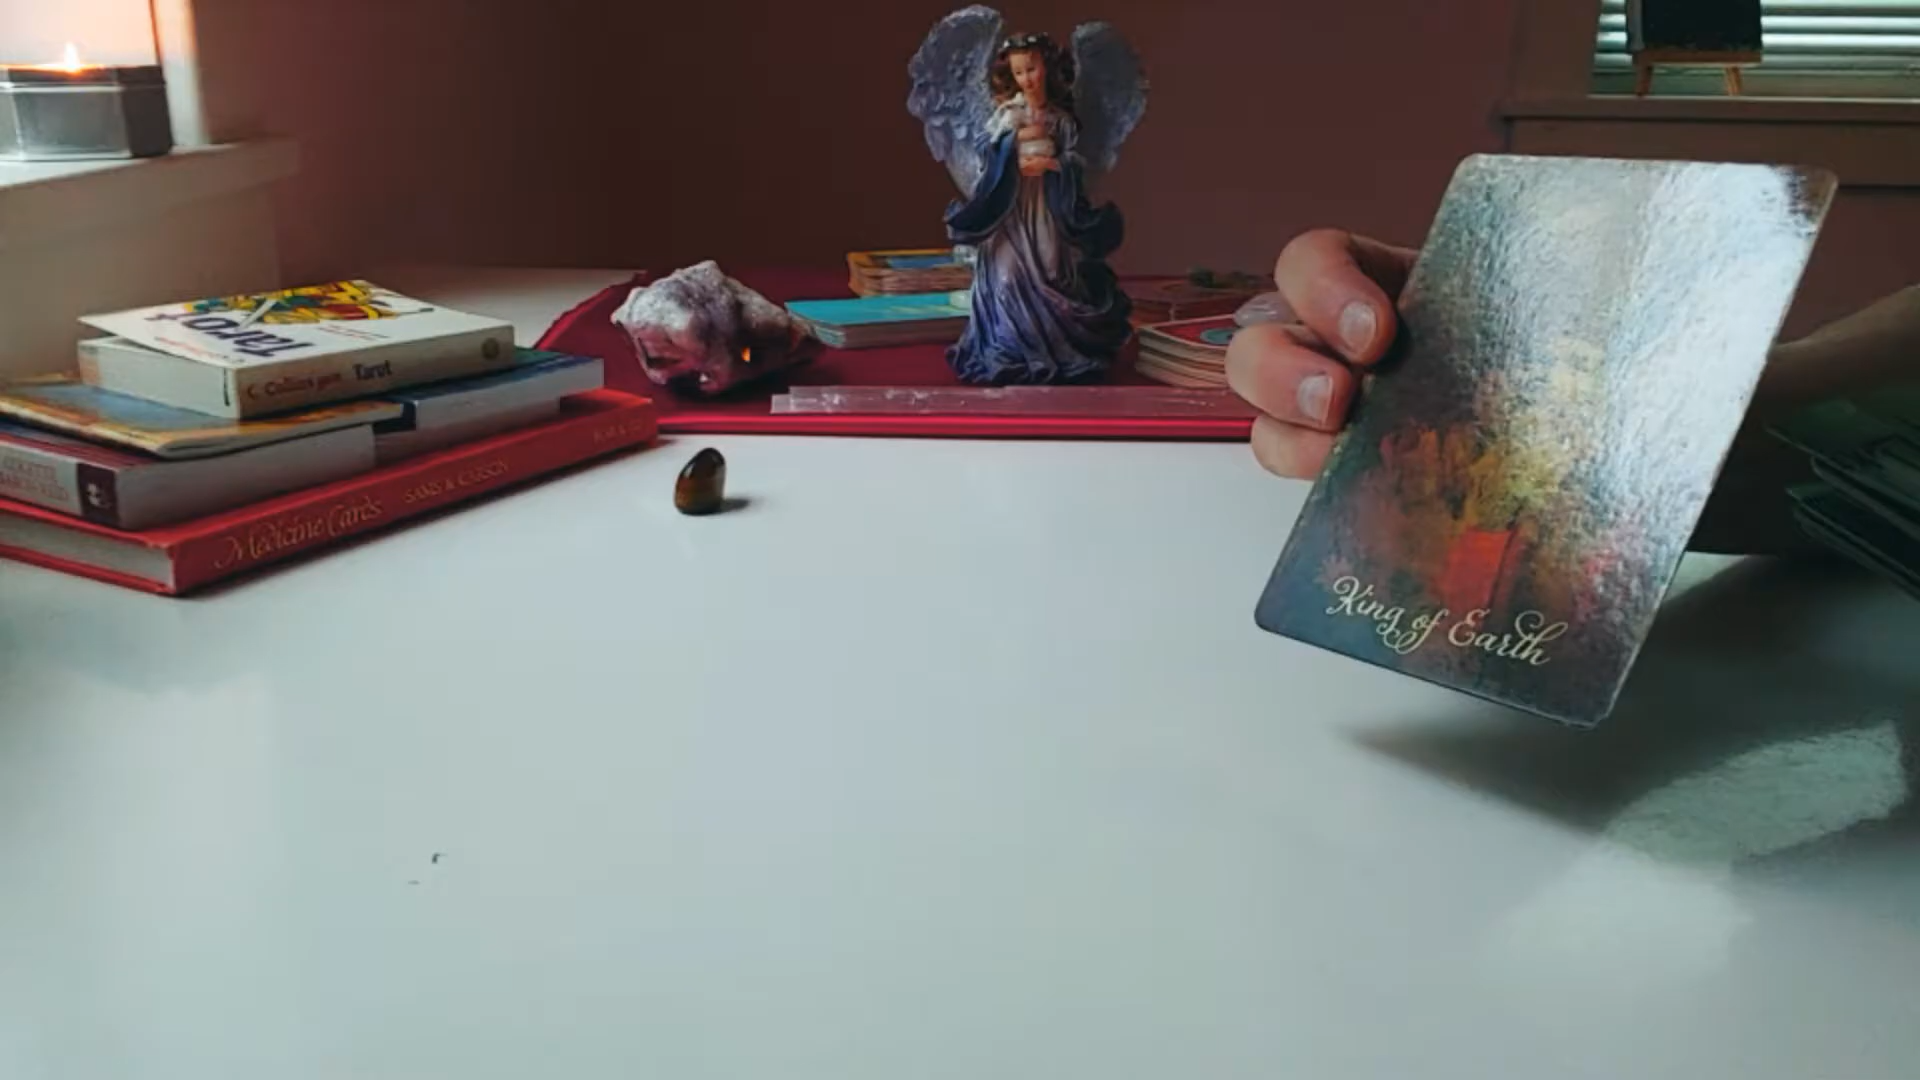 Tarot
Collins gem Tarot
Medicine Cards SAMS & CARSON
King of Earth